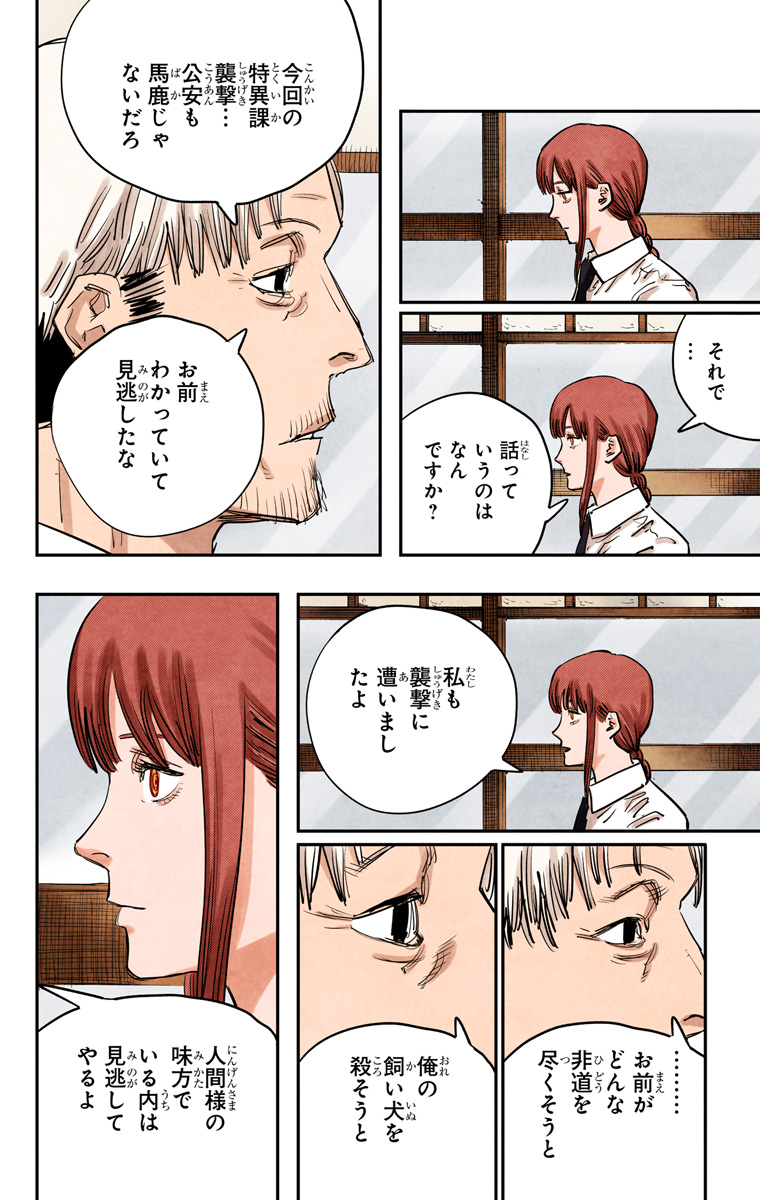 それで
…
話って
いうのは
なん
ですか？
今回の
特異課
襲撃…
公安も
馬鹿じゃ
ないだろ
お前
わかっていて
見逃したな
私も
襲撃に
遭いまし
たよ
………
お前が
どんな
非道を
尽くそうと
俺の
飼い犬を
殺そうと
人間様の
味方で
いる内は
見逃して
やるよ